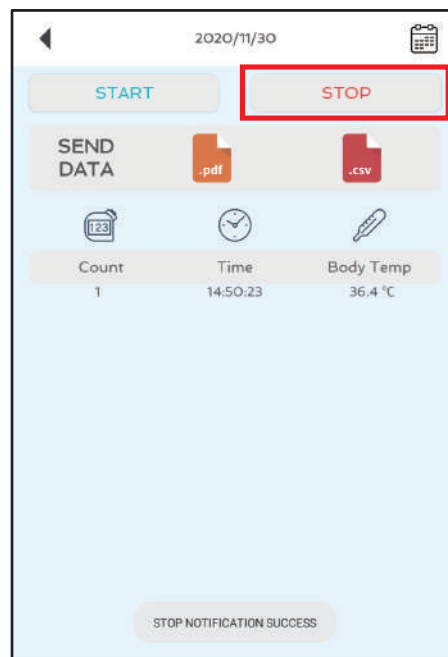 2020/11/30
START STOP
SEND
DATA
.pdf .csv
123
Count Time Body Temp
1 14:50:23 36.4 °C
STOP NOTIFICATION SUCCESS